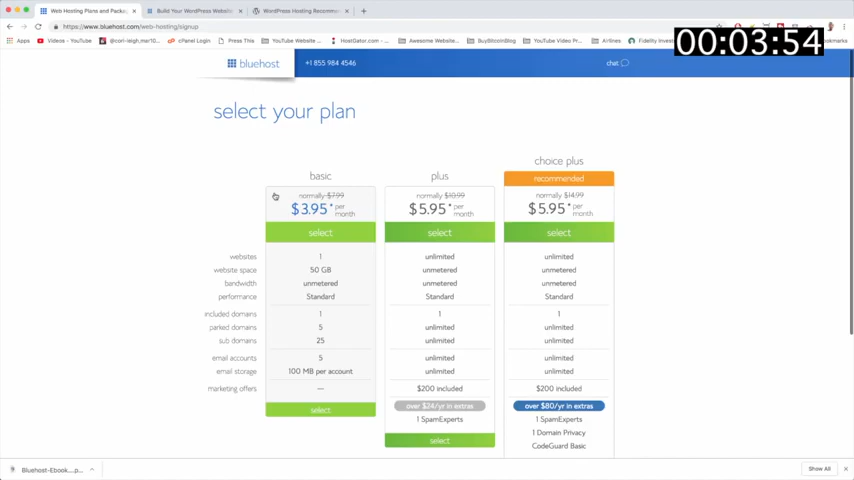 Web Hosting Plans and Packa
Build Your WordPress Website
WordPress Hosting Recomm
00:03:54
https://www.bluehost.com/web-hosting/signup
Apps
Videos - YouTube
cPanel Login
Press This
YouTube Website
HostGator.com
Awesome Website...
BuyBitcoinBlog
YouTube Video Pr...
Airlines
Fidelity Invest
bluehost
+1 855 984 4546
chat
select your plan
basic
plus
choice plus
recommended
normally $7.99
normally $10.99
normally $14.99
$3.95* per month
$5.95* per month
$5.95* per month
select
select
select
websites 1 unlimited unlimited
website space 50 GB unmetered unmetered
bandwidth unmetered unmetered unmetered
performance Standard Standard Standard
included domains 1 1 1
parked domains 5 unlimited unlimited
sub domains 25 unlimited unlimited
email accounts 5 unlimited unlimited
email storage 100 MB per account unlimited unlimited
marketing offers — $200 included $200 included
select
over $24/yr in extras
over $80/yr in extras
1 SpamExperts
1 SpamExperts
1 Domain Privacy
select
CodeGuard Basic
Bluehost-Ebook....p...
Show All